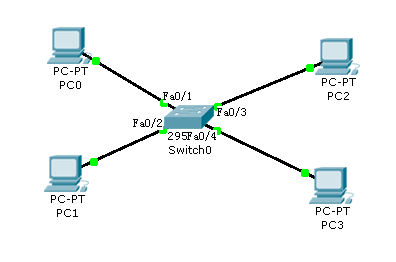 PC-PT
PC0
PC-PT
PC2
Fa0/1
Fa0/3
Fa0/2
Fa0/4
Switch0
PC-PT
PC1
PC-PT
PC3